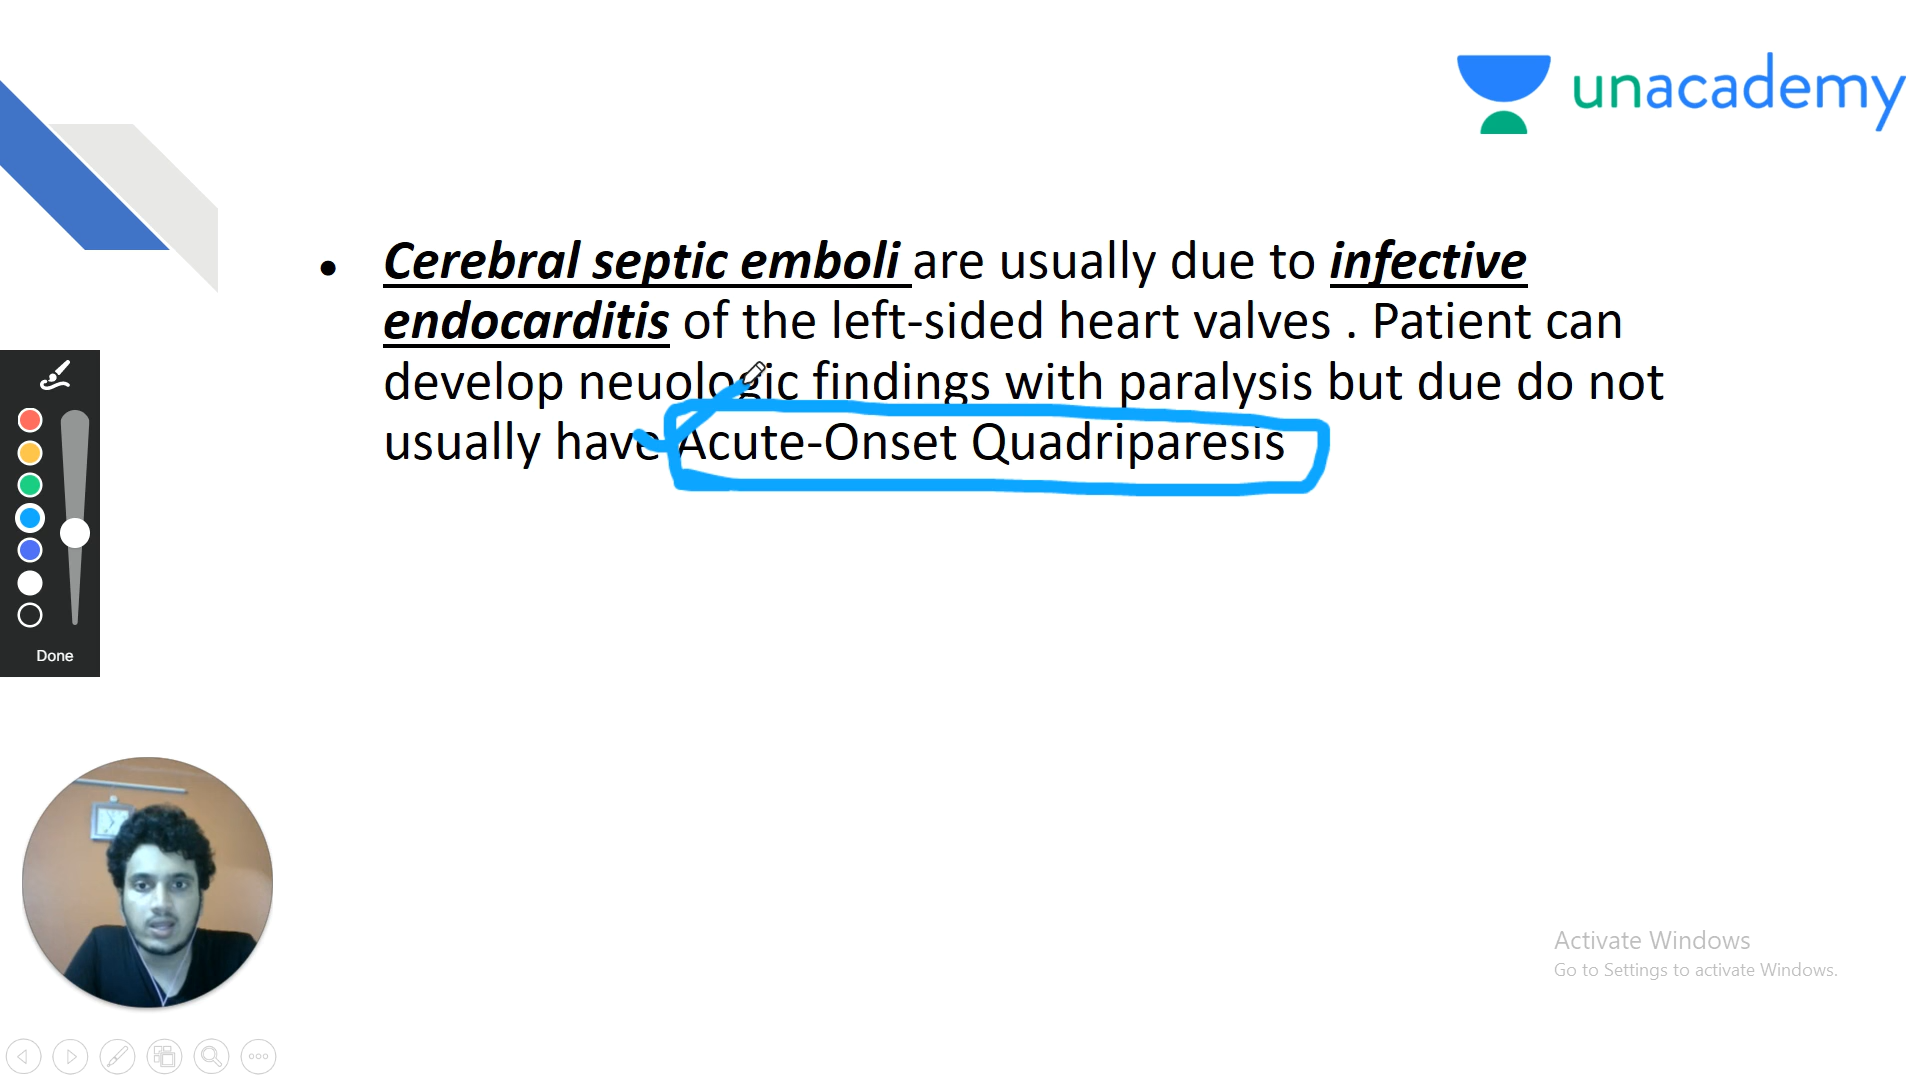 unacademy
• Cerebral septic emboli are usually due to infective
endocarditis of the left-sided heart valves . Patient can
develop neuologic findings with paralysis but due do not
usually have Acute-Onset Quadriparesis
Done
Activate Windows
Go to Settings to activate Windows.